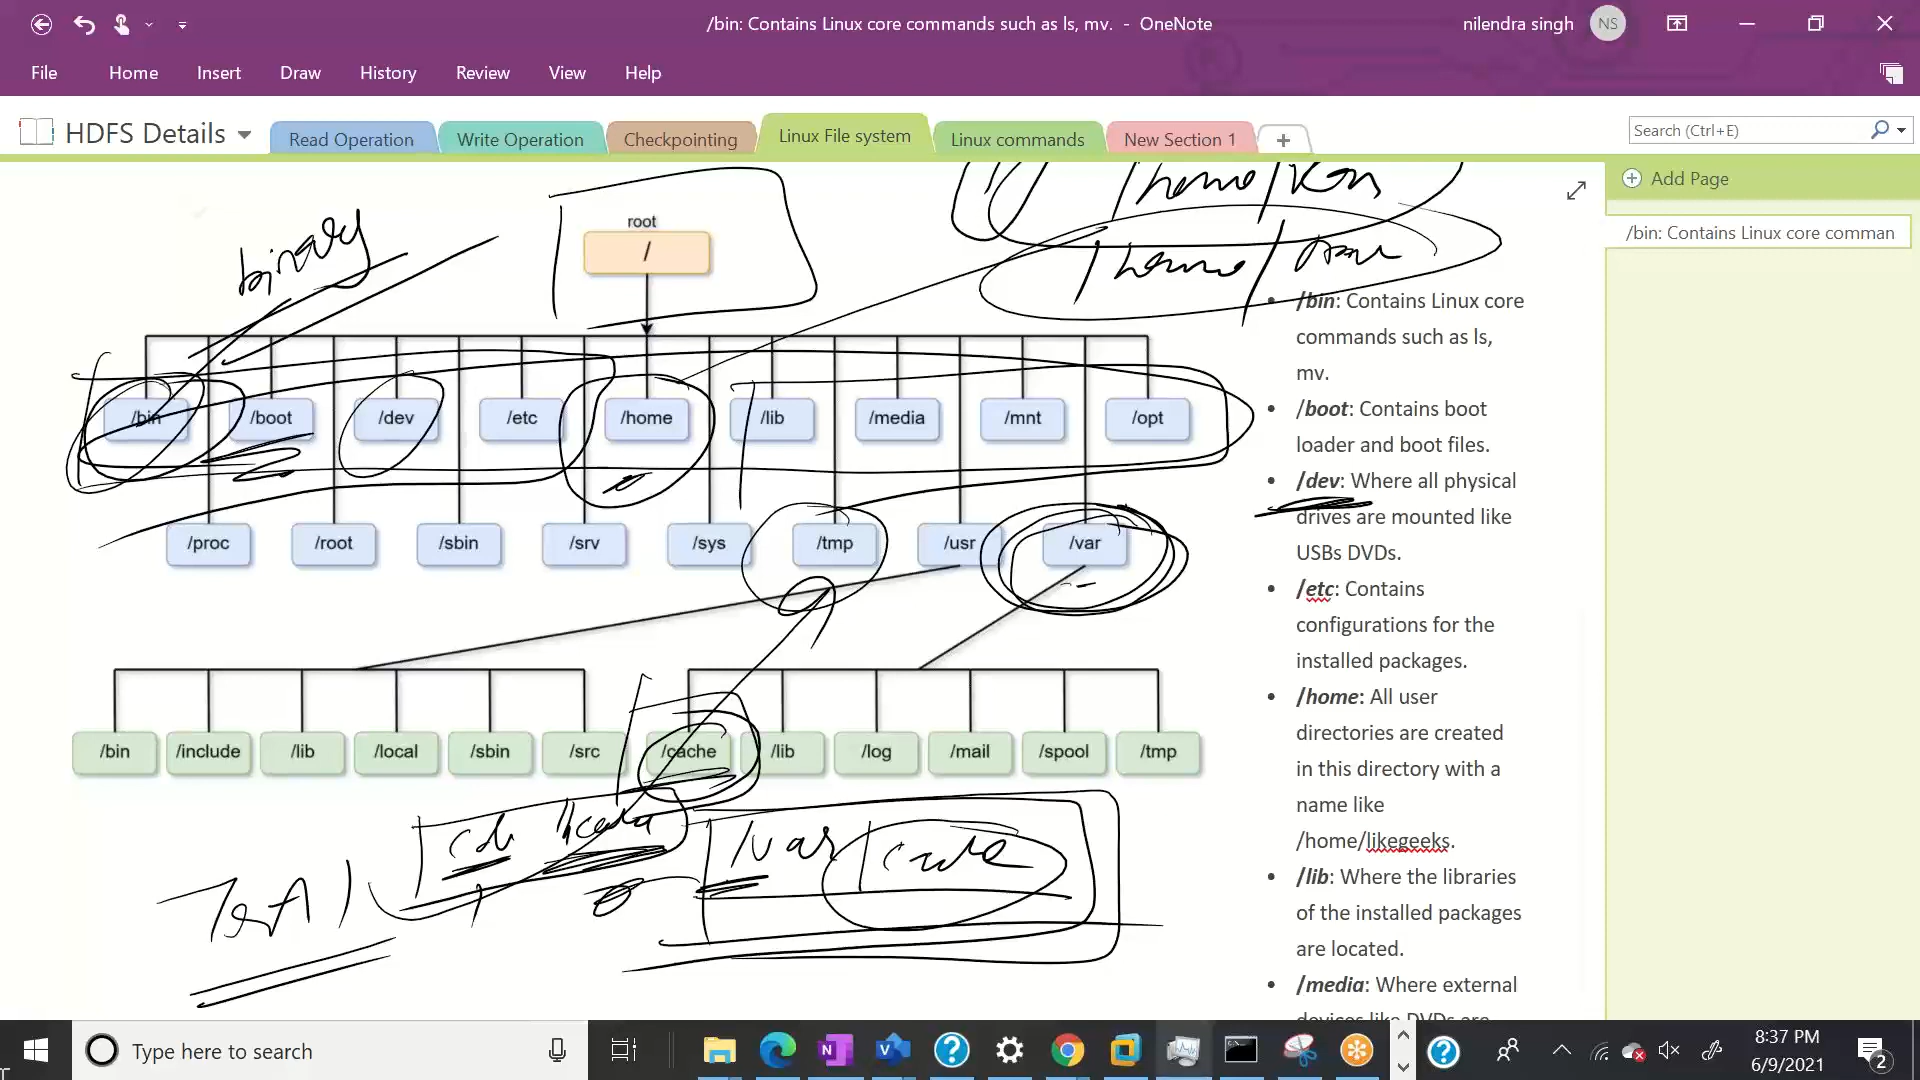 /bin: Contains Linux core commands such as ls, mv. - OneNote
nilendra singh
NS
File Home Insert Draw History Review View Help
HDFS Details
Read Operation
Write Operation
Checkpointing
Linux File system
Linux commands
New Section 1
+
Search (Ctrl+E)
Add Page
/bin: Contains Linux core comman
binary
root
/
/bin /boot /dev /etc /home /lib /media /mnt /opt
/proc /root /sbin /srv /sys /tmp /usr /var
/bin /include /lib /local /sbin /src /cache /lib /log /mail /spool /tmp
/var/
/bin: Contains Linux core
commands such as ls,
mv.
/boot: Contains boot
loader and boot files.
/dev: Where all physical
drives are mounted like
USBs DVDs.
/etc: Contains
configurations for the
installed packages.
/home: All user
directories are created
in this directory with a
name like
/home/likegeeks.
/lib: Where the libraries
of the installed packages
are located.
/media: Where external
devices like DVDs are
Type here to search
8:37 PM
6/9/2021
2